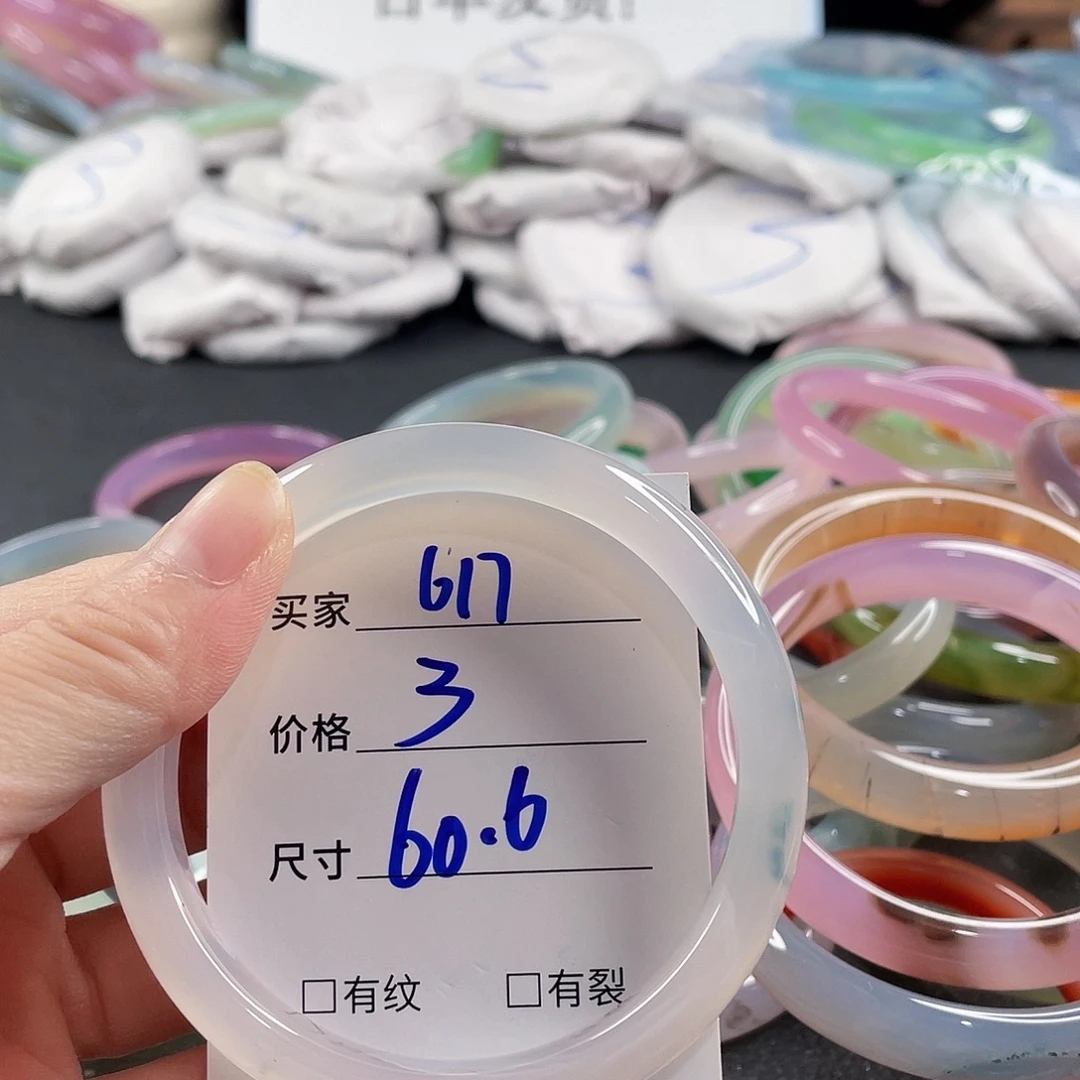 买家 617
价格 3
尺寸 60.6
□有纹 □有裂